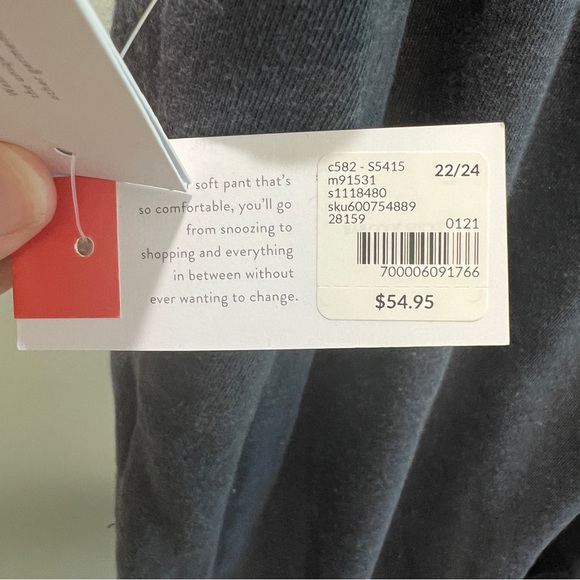 soft pant that's
so comfortable, you'll go
from snoozing to
shopping and everything
in between without
ever wanting to change.
c582 - S5415
22/24
m91531
s1118480
sku600754889
28159
0121
700006091766
$54.95